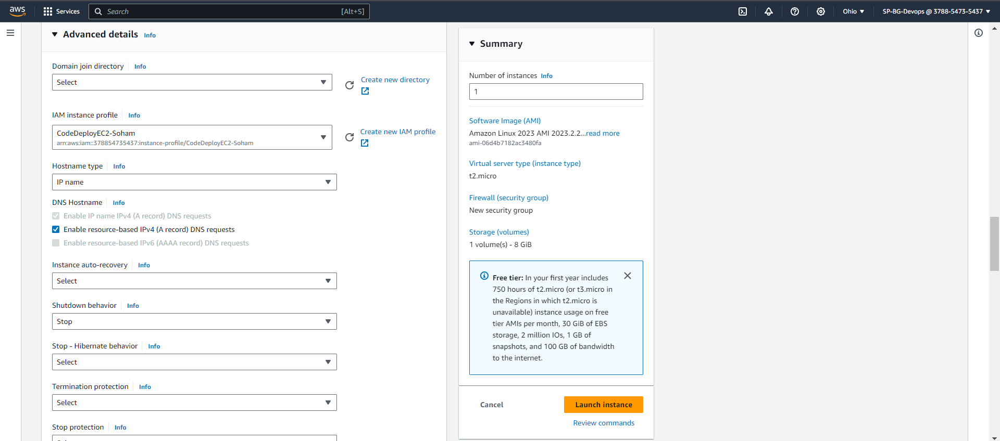 aws
Services
Search
[Alt+S]
Ohio
SP-BG-Devops @ 3788-5473-5437
Advanced details Info
Domain join directory Info
Select
Create new directory
IAM instance profile Info
CodeDeployEC2-Soham
arn:aws:iam::378854735437:instance-profile/CodeDeployEC2-Soham
Create new IAM profile
Hostname type Info
IP name
DNS Hostname Info
Enable IP name IPv4 (A record) DNS requests
Enable resource-based IPv4 (A record) DNS requests
Enable resource-based IPv6 (AAAA record) DNS requests
Instance auto-recovery Info
Select
Shutdown behavior Info
Stop
Stop - Hibernate behavior Info
Select
Termination protection Info
Select
Stop protection Info
Summary
Number of instances Info
1
Software Image (AMI)
Amazon Linux 2023 AMI 2023.2.2...read more
ami-06d4b7182ac3480fa
Virtual server type (instance type)
t2.micro
Firewall (security group)
New security group
Storage (volumes)
1 volume(s) - 8 GiB
Free tier: In your first year includes
750 hours of t2.micro (or t3.micro in
the Regions in which t2.micro is
unavailable) instance usage on free
tier AMIs per month, 30 GiB of EBS
storage, 2 million IOs, 1 GB of
snapshots, and 100 GB of bandwidth
to the internet.
Cancel
Launch instance
Review commands